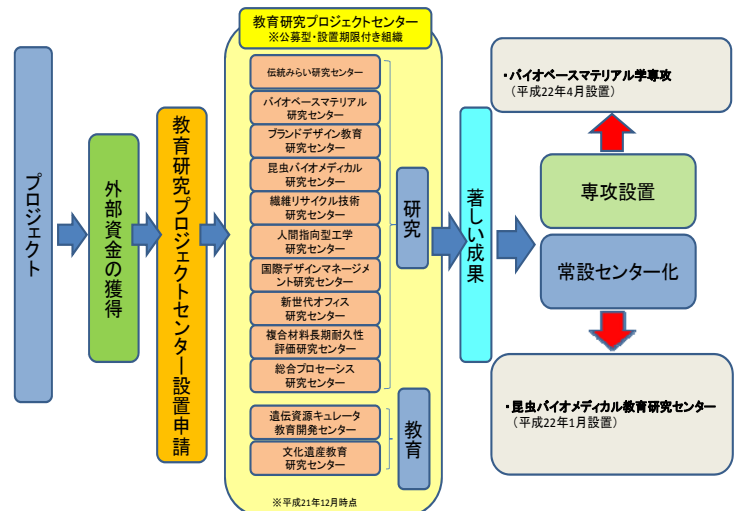 プロジェクト
外部資金の獲得
教育研究プロジェクトセンター設置申請
教育研究プロジェクトセンター
※公募型・設置期限付き組織
伝統みらい研究センター
バイオベースマテリアル
研究センター
ブランドデザイン教育
研究センター
昆虫バイオメディカル
研究センター
繊維リサイクル技術
研究センター
人間指向型工学
研究センター
国際デザインマネージメ
ント研究センター
新世代オフィス
研究センター
複合材料長期耐久性
評価研究センター
総合プロセーシス
研究センター
研究
遺伝資源キュレータ
教育開発センター
文化遺産教育
研究センター
教育
※平成21年12月時点
著しい成果
・バイオベースマテリアル学専攻
(平成22年4月設置)
専攻設置
常設センター化
・昆虫バイオメディカル教育研究センター
(平成22年1月設置)